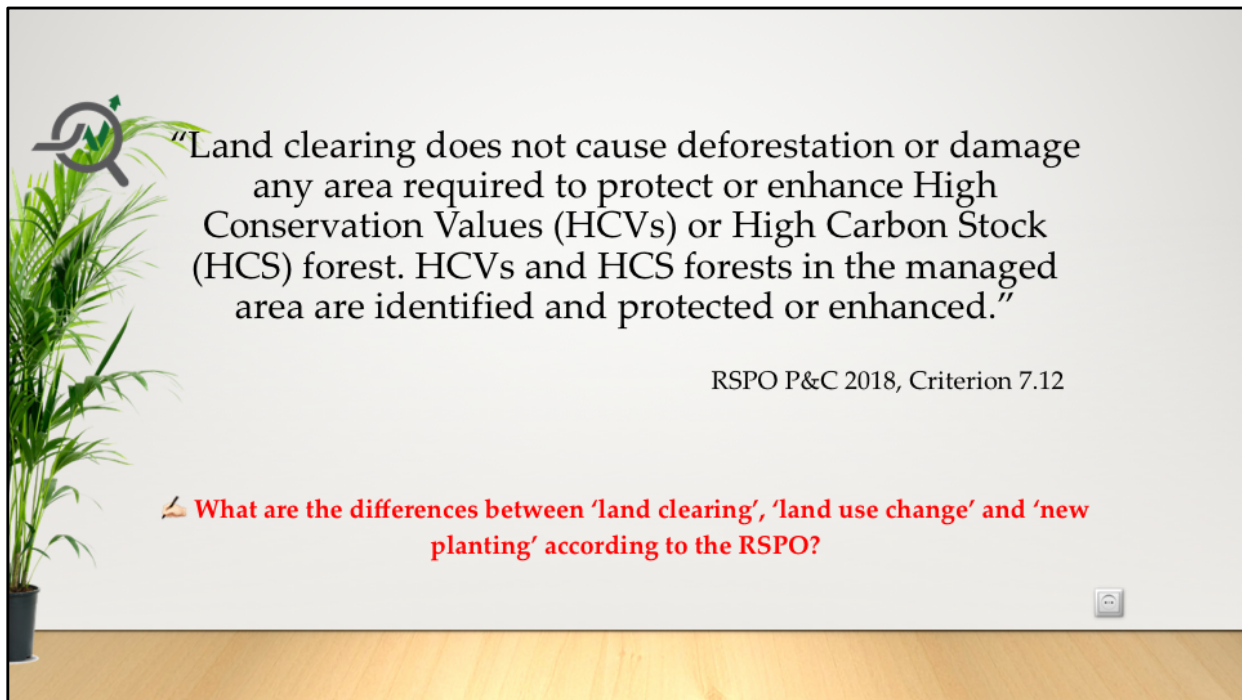 “Land clearing does not cause deforestation or damage
any area required to protect or enhance High
Conservation Values (HCVs) or High Carbon Stock
(HCS) forest. HCVs and HCS forests in the managed
area are identified and protected or enhanced.”
RSPO P&C 2018, Criterion 7.12
✍🏻 What are the differences between ‘land clearing’, ‘land use change’ and ‘new
planting’ according to the RSPO?